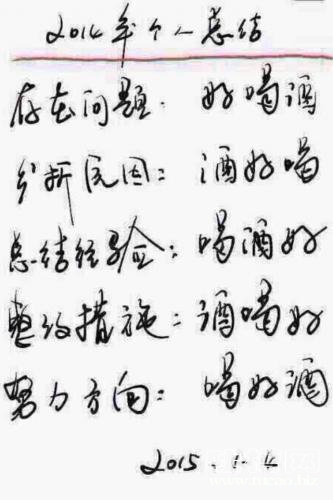 2014年个人总结
存在问题: 好喝酒
分析原因: 酒好喝
总结经验: 喝酒好
整改措施: 酒喝好
努力方向: 喝好酒
2015.1.4